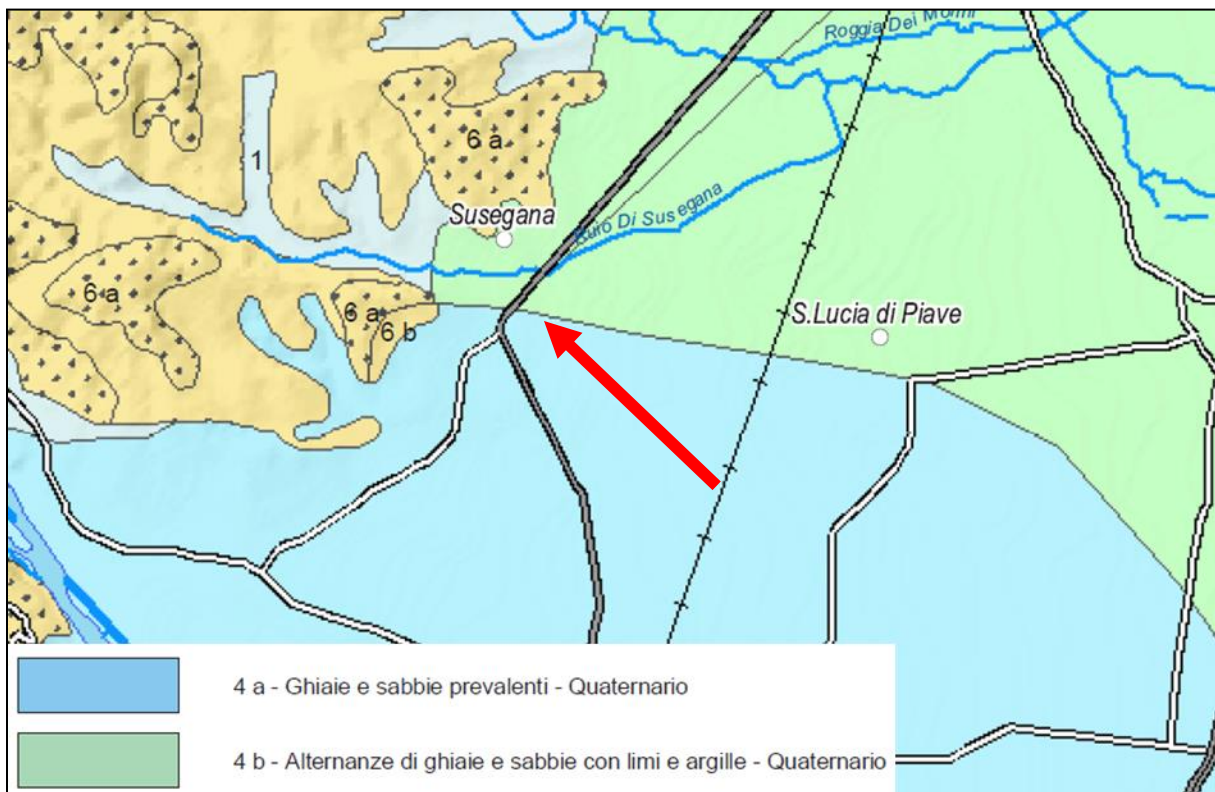 Roggia Dei Molini
6 a
1
Susegana
Ruio Di Susegana
6 a
6 a
6 b
S.Lucia di Piave
4 a - Ghiaie e sabbie prevalenti - Quaternario
4 b - Alternanze di ghiaie e sabbie con limi e argille - Quaternario